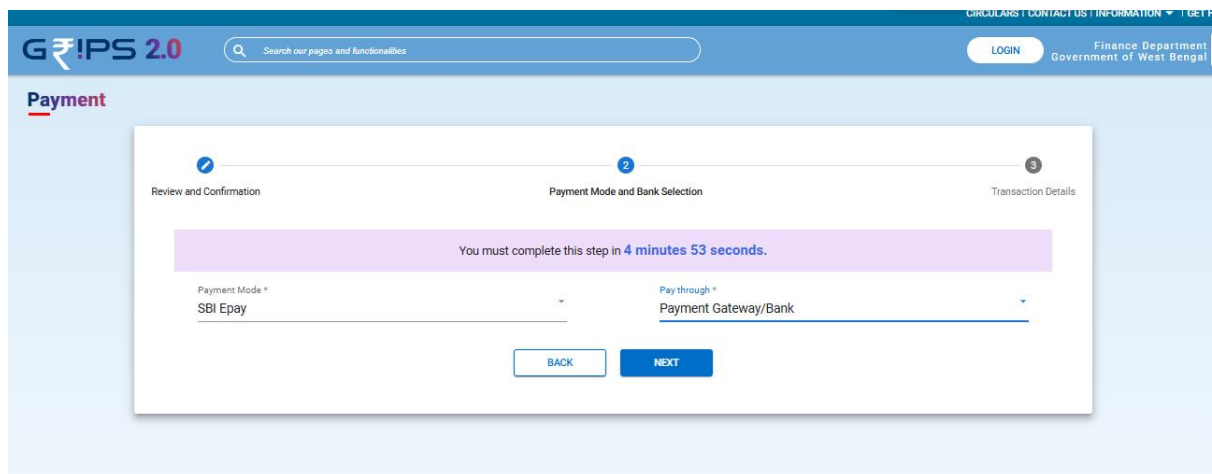 CIRCULARS | CONTACT US | INFORMATION | GET
G₹!PS 2.0
Search our pages and functionalities
LOGIN
Finance Department
Government of West Bengal
Payment
2
3
Review and Confirmation
Payment Mode and Bank Selection
Transaction Details
You must complete this step in 4 minutes 53 seconds.
Payment Mode *
Pay through *
SBI Epay
Payment Gateway/Bank
BACK
NEXT